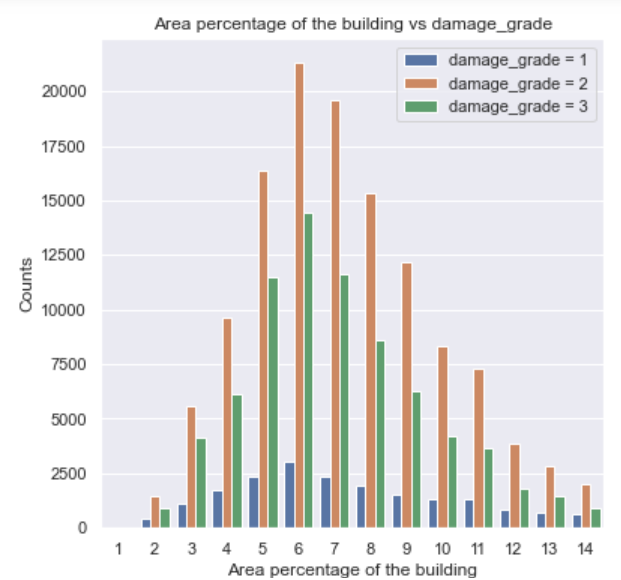 Area percentage of the building vs damage_grade
damage_grade = 1
damage_grade = 2
damage_grade = 3
20000
17500
15000
12500
10000
7500
5000
2500
0
Counts
1 2 3 4 5 6 7 8 9 10 11 12 13 14
Area percentage of the building